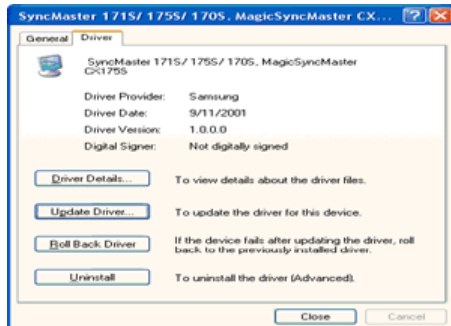 SyncMaster 171S/ 175S/ 170S, MagicSyncMaster CX...
General Driver
SyncMaster 171S/ 175S/ 170S, MagicSyncMaster
CX175S
Driver Provider: Samsung
Driver Date: 9/11/2001
Driver Version: 1.0.0.0
Digital Signer: Not digitally signed
Driver Details... To view details about the driver files.
Update Driver... To update the driver for this device.
Roll Back Driver If the device fails after updating the driver, roll
back to the previously installed driver.
Uninstall To uninstall the driver (Advanced).
Close Cancel